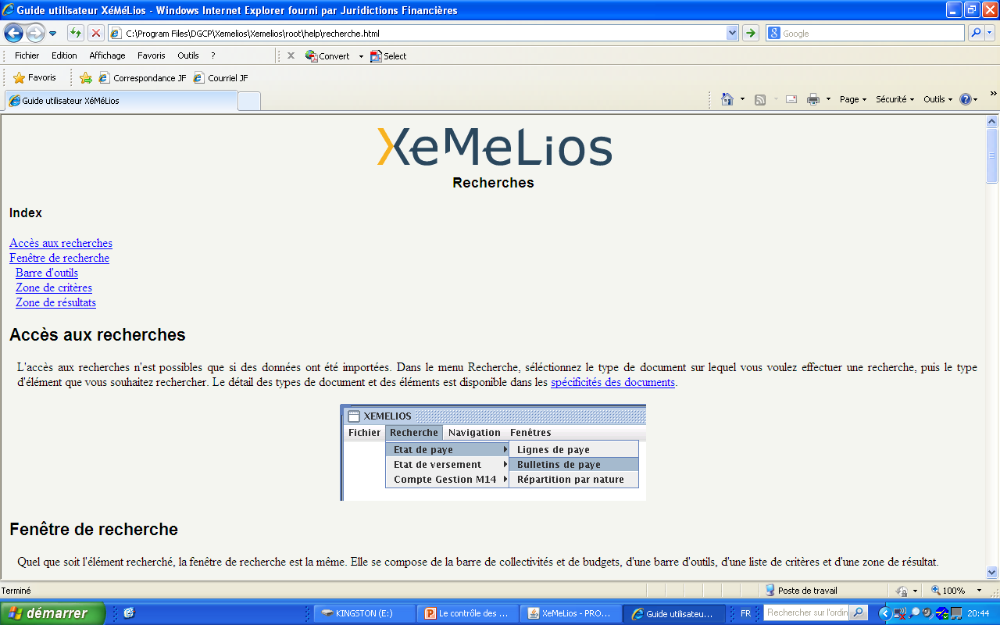 Guide utilisateur XéMéLios - Windows Internet Explorer fourni par Juridictions Financières
C:\Program Files\DGCP\Xemelios\Xemelios\root\help\recherche.html
Google
Fichier Edition Affichage Favoris Outils ?
Convert Select
Favoris Correspondance JF Courriel JF
Guide utilisateur XéMéLios
Page Sécurité Outils
XeMeLios
Recherches
Index
Accès aux recherches
Fenêtre de recherche
Barre d'outils
Zone de critères
Zone de résultats
Accès aux recherches
L'accès aux recherches n'est possibles que si des données ont été importées. Dans le menu Recherche, séléctionnez le type de document sur lequel vous voulez effectuer une recherche, puis le type
d'élément que vous souhaitez rechercher. Le détail des types de document et des éléments est disponible dans les spécificités des documents.
XEMELIOS
Fichier Recherche Navigation Fenêtres
Etat de paye Lignes de paye
Etat de versement Bulletins de paye
Compte Gestion M14 Répartition par nature
Fenêtre de recherche
Quel que soit l'élément recherché, la fenêtre de recherche est la même. Elle se compose de la barre de collectivités et de budgets, d'une barre d'outils, d'une liste de critères et d'une zone de résultat.
Terminé Poste de travail 100%
démarrer KINGSTON (E:) Le contrôle des ... XeMeLios - PRO... Guide utilisateu... FR Rechercher sur l'ordin 20:44